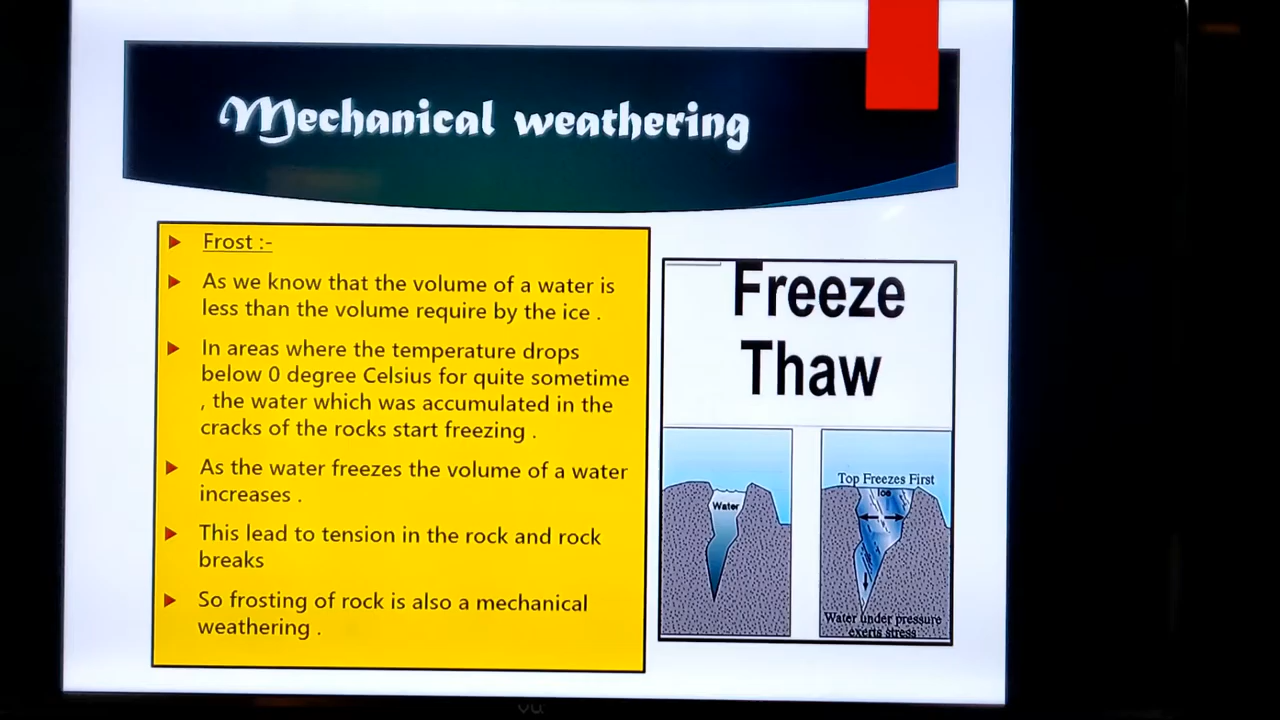 Mechanical weathering
Frost :-
As we know that the volume of a water is
less than the volume require by the ice .
In areas where the temperature drops
below 0 degree Celsius for quite sometime
, the water which was accumulated in the
cracks of the rocks start freezing .
As the water freezes the volume of a water
increases .
This lead to tension in the rock and rock
breaks
So frosting of rock is also a mechanical
weathering .
Freeze
Thaw
Water
Top Freezes First
Ice
Water under pressure
exerts stress
vu